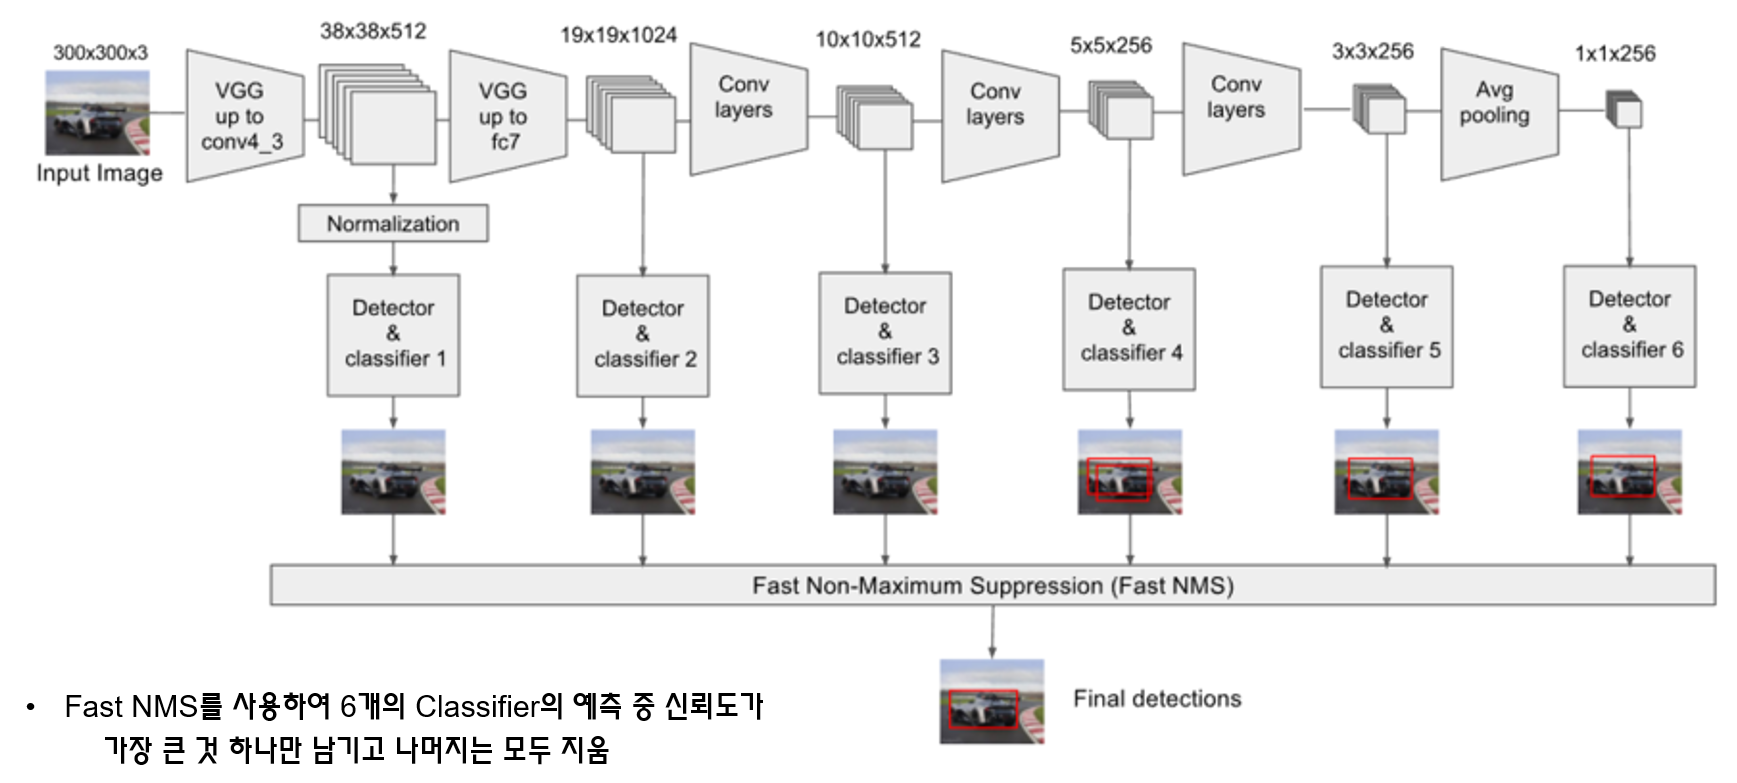 300x300x3
38x38x512
19x19x1024
10x10x512
5x5x256
3x3x256
1x1x256
VGG
up to
conv4_3
VGG
up to
fc7
Conv
layers
Conv
layers
Conv
layers
Avg
pooling
Input Image
Normalization
Detector
&
classifier 1
Detector
&
classifier 2
Detector
&
classifier 3
Detector
&
classifier 4
Detector
&
classifier 5
Detector
&
classifier 6
Fast Non-Maximum Suppression (Fast NMS)
Final detections
• Fast NMS를 사용하여 6개의 Classifier의 예측 중 신뢰도가
가장 큰 것 하나만 남기고 나머지는 모두 지움